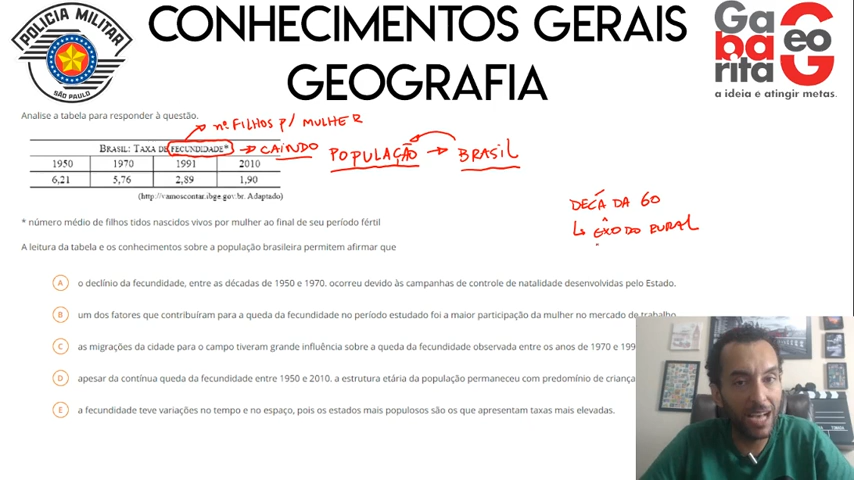 CONHECIMENTOS GERAIS
GEOGRAFIA
POLICIA MILITAR
SÃO PAULO
Gabarita Geo
a ideia é atingir metas.
Analise a tabela para responder à questão.
nº FILHOS P/ MULHER
BRASIL: TAXA DE FECUNDIDADE*
CAINDO
POPULAÇÃO → BRASIL
1950 1970 1991 2010
6,21 5,76 2,89 1,90
(http://vamoscontar.ibge.gov.br. Adaptado)
DECÁDA 60
↳ ÊXODO RURAL
* número médio de filhos tidos nascidos vivos por mulher ao final de seu período fértil
A leitura da tabela e os conhecimentos sobre a população brasileira permitem afirmar que
A o declínio da fecundidade, entre as décadas de 1950 e 1970. ocorreu devido às campanhas de controle de natalidade desenvolvidas pelo Estado.
B um dos fatores que contribuíram para a queda da fecundidade no período estudado foi a maior participação da mulher no mercado de trabalho.
C as migrações da cidade para o campo tiveram grande influência sobre a queda da fecundidade observada entre os anos de 1970 e 199
D apesar da contínua queda da fecundidade entre 1950 e 2010. a estrutura etária da população permaneceu com predomínio de criança
E a fecundidade teve variações no tempo e no espaço, pois os estados mais populosos são os que apresentam taxas mais elevadas.